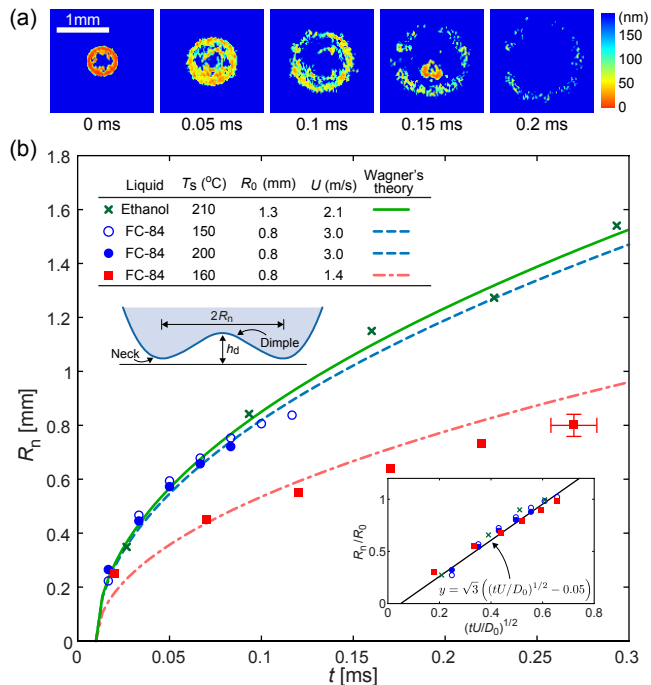 (a)
1mm
(nm)
150
100
50
0
0 ms
0.05 ms
0.1 ms
0.15 ms
0.2 ms
(b)
1.8
1.6
1.4
1.2
1.0
0.8
0.6
0.4
0.2
0
R_n [mm]
Liquid T_s (°C) R_0 (mm) U (m/s) Wagner's theory
Ethanol 210 1.3 2.1
FC-84 150 0.8 3.0
FC-84 200 0.8 3.0
FC-84 160 0.8 1.4
2R_n
Neck
h_d
Dimple
1
0.5
0
R_n/R_0
y = √3 ((tU/D_0)^{1/2} − 0.05)
0 0.2 0.4 0.6 0.8
(tU/D_0)^{1/2}
0 0.05 0.1 0.15 0.2 0.25 0.3
t [ms]